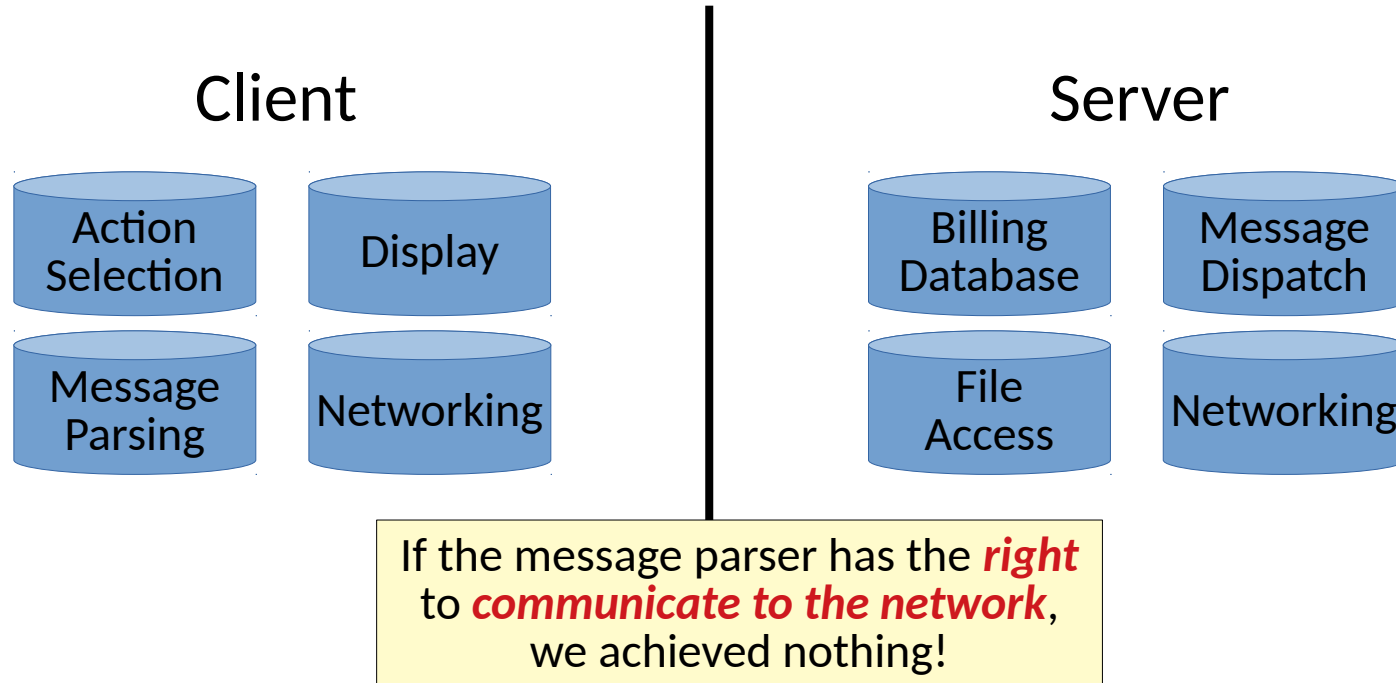 Client
Server
Action
Selection
Display
Message
Parsing
Networking
Billing
Database
Message
Dispatch
File
Access
Networking
If the message parser has the right
to communicate to the network,
we achieved nothing!